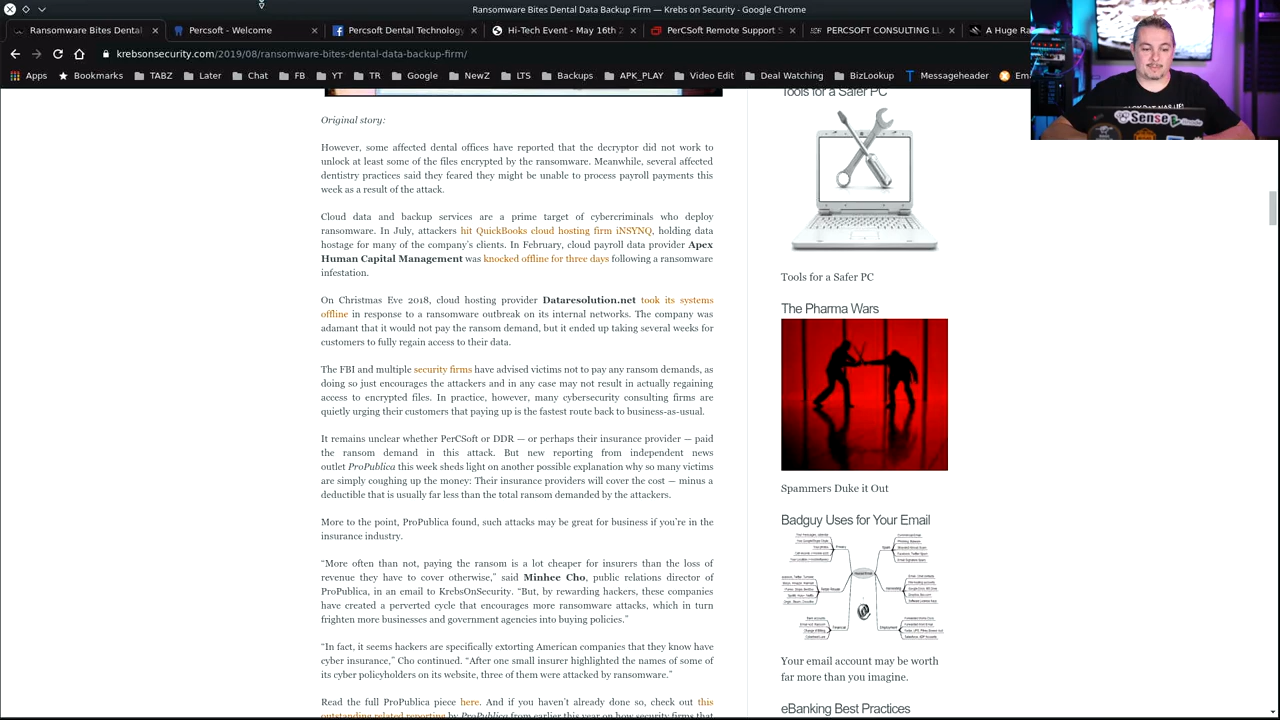 Ransomware Bites Dental Data Backup Firm — Krebs on Security - Google Chrome
Ransomware Bites Dental
Percsoft - Welcome
Percsoft Dental Technology
Hi-Tech Event - May 18th
PerCSoft Remote Support S
PERCSOFT CONSULTING LL
A Huge Ra
Apps
Bookmarks
YABZ
Later
FB
TR
BizLookup
MessageHeader
Tools for a Safer PC
Original story:
However, some affected dental offices have reported that the decryptor did not work to
unlock at least some of the files encrypted by the ransomware. Meanwhile, several affected
dentistry practices said they feared they might be unable to process payroll payments this
week as a result of the attack.
Cloud data and backup services are a prime target of cybercriminals who deploy
ransomware. In July, attackers hit QuickBooks cloud hosting firm iNSYNQ, holding data
hostage for many of the company's clients. In February, cloud payroll data provider Apex
Human Capital Management was knocked offline for three days following a ransomware
infestation.
On Christmas Eve 2018, cloud hosting provider Dataresolution.net took its systems
offline in response to a ransomware outbreak on its internal networks. The company was
adamant that it would not pay the ransom demand, but it ended up taking several weeks for
customers to fully regain access to their data.
The FBI and multiple security firms have advised victims not to pay any ransom demands, as
doing so just encourages the attackers and in any case may not result in actually regaining
access to encrypted files. In practice, however, many cybersecurity consulting firms are
quietly urging their customers that paying up is the fastest route back to business-as-usual.
It remains unclear whether PerCSoft or DDR — or perhaps their insurance provider — paid
the ransom demand in this attack. But new reporting from independent news
outlet ProPublica this week sheds light on another possible explanation why so many victims
are simply coughing up the money: Their insurance providers will cover the cost — minus a
deductible that is usually far less than the total ransom demanded by the attackers.
More to the point, ProPublica found, such attacks may be great for business if you're in the
insurance industry.
"More often than not, paying the ransom is a lot cheaper for insurers than the loss of
revenue they have to cover otherwise," said Minhee Cho, public relations director of
ProPublica, in an email to KrebsOnSecurity. "But, by rewarding hackers, these companies
have created a perverted cycle that encourages more ransomware attacks, which in turn
frighten more businesses and government agencies into buying policies."
"In fact, it seems hackers are specifically extorting American companies that they know have
cyber insurance," Cho continued. "After one small insurer highlighted the names of some of
its cyber policyholders on its website, three of them were attacked by ransomware."
Read the full ProPublica piece here. And if you haven't already done so, check out this
outstanding related reporting by ProPublica from earlier this year on how security firms that
Tools for a Safer PC
The Pharma Wars
Spammers Duke it Out
Badguy Uses for Your Email
Your email account may be worth
far more than you imagine.
eBanking Best Practices